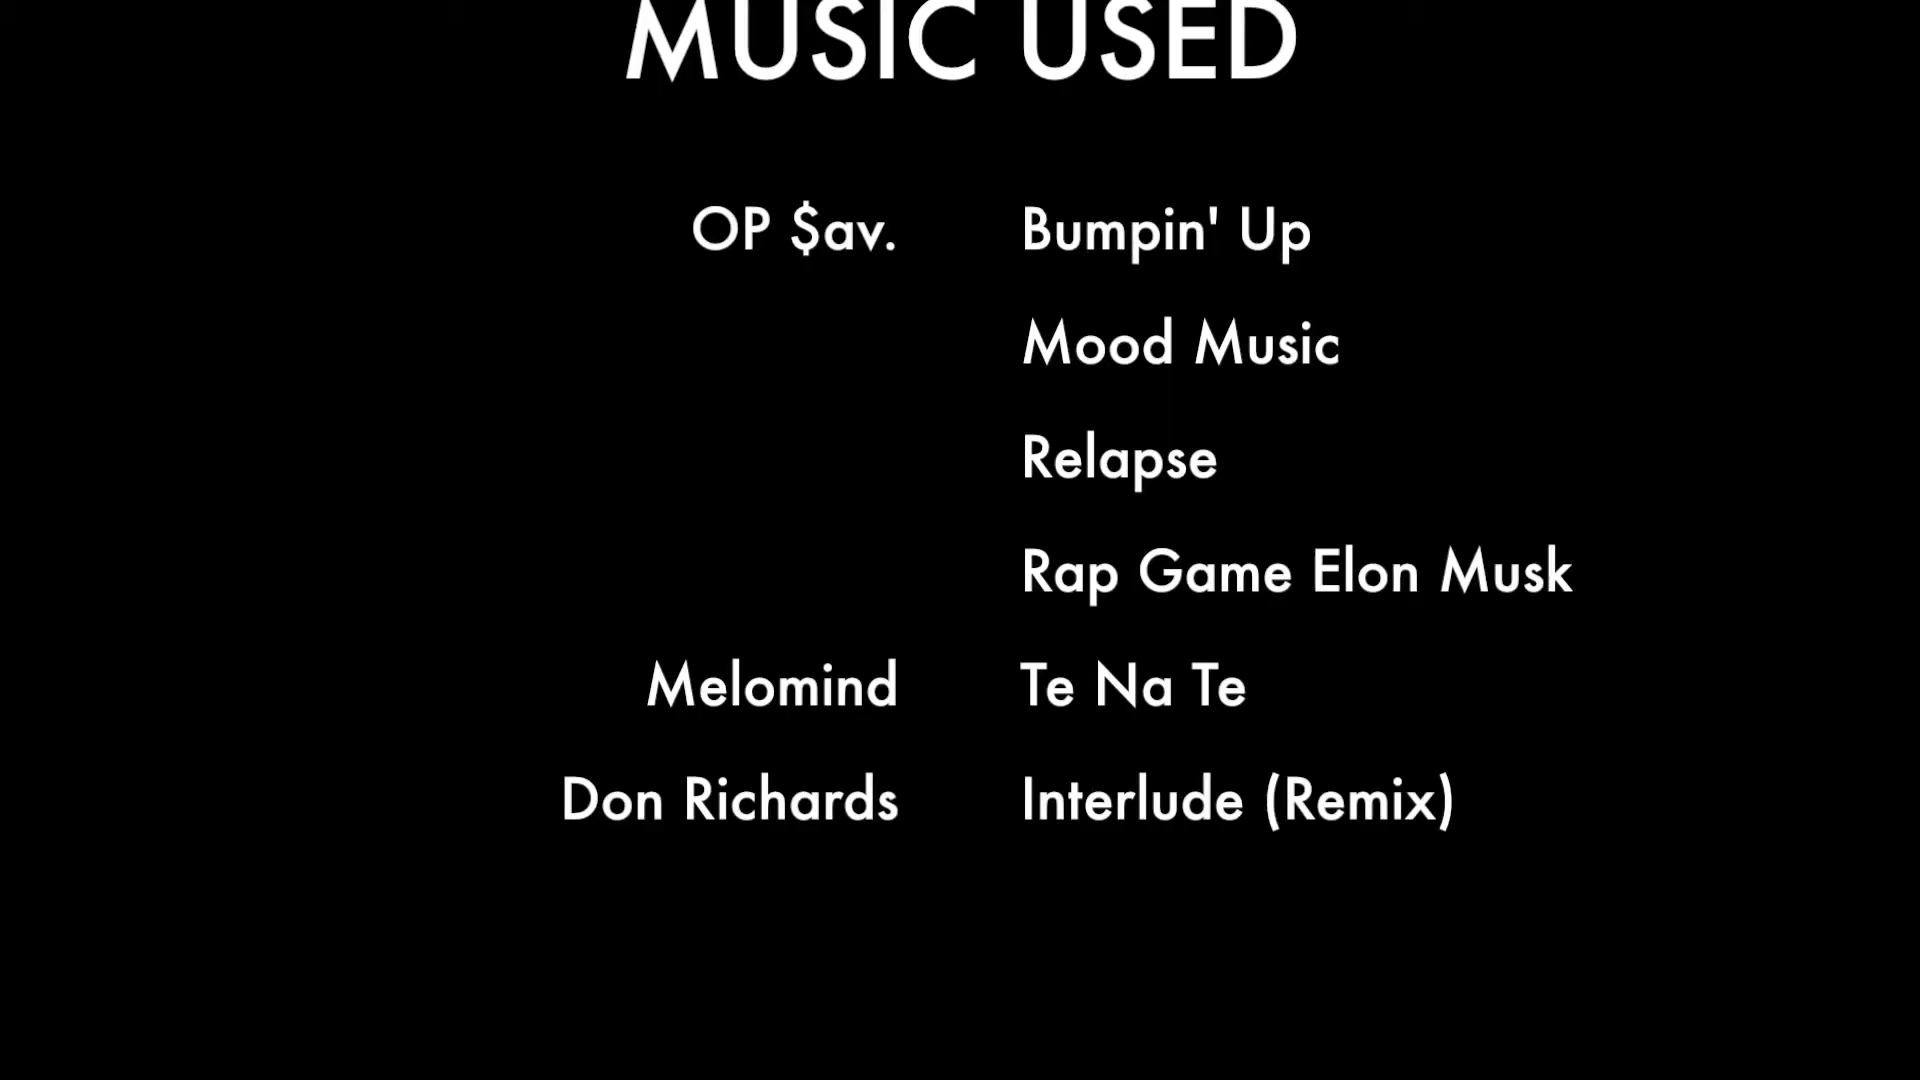 MUSIC USED
OP $av. Bumpin' Up
Mood Music
Relapse
Rap Game Elon Musk
Melomind Te Na Te
Don Richards Interlude (Remix)